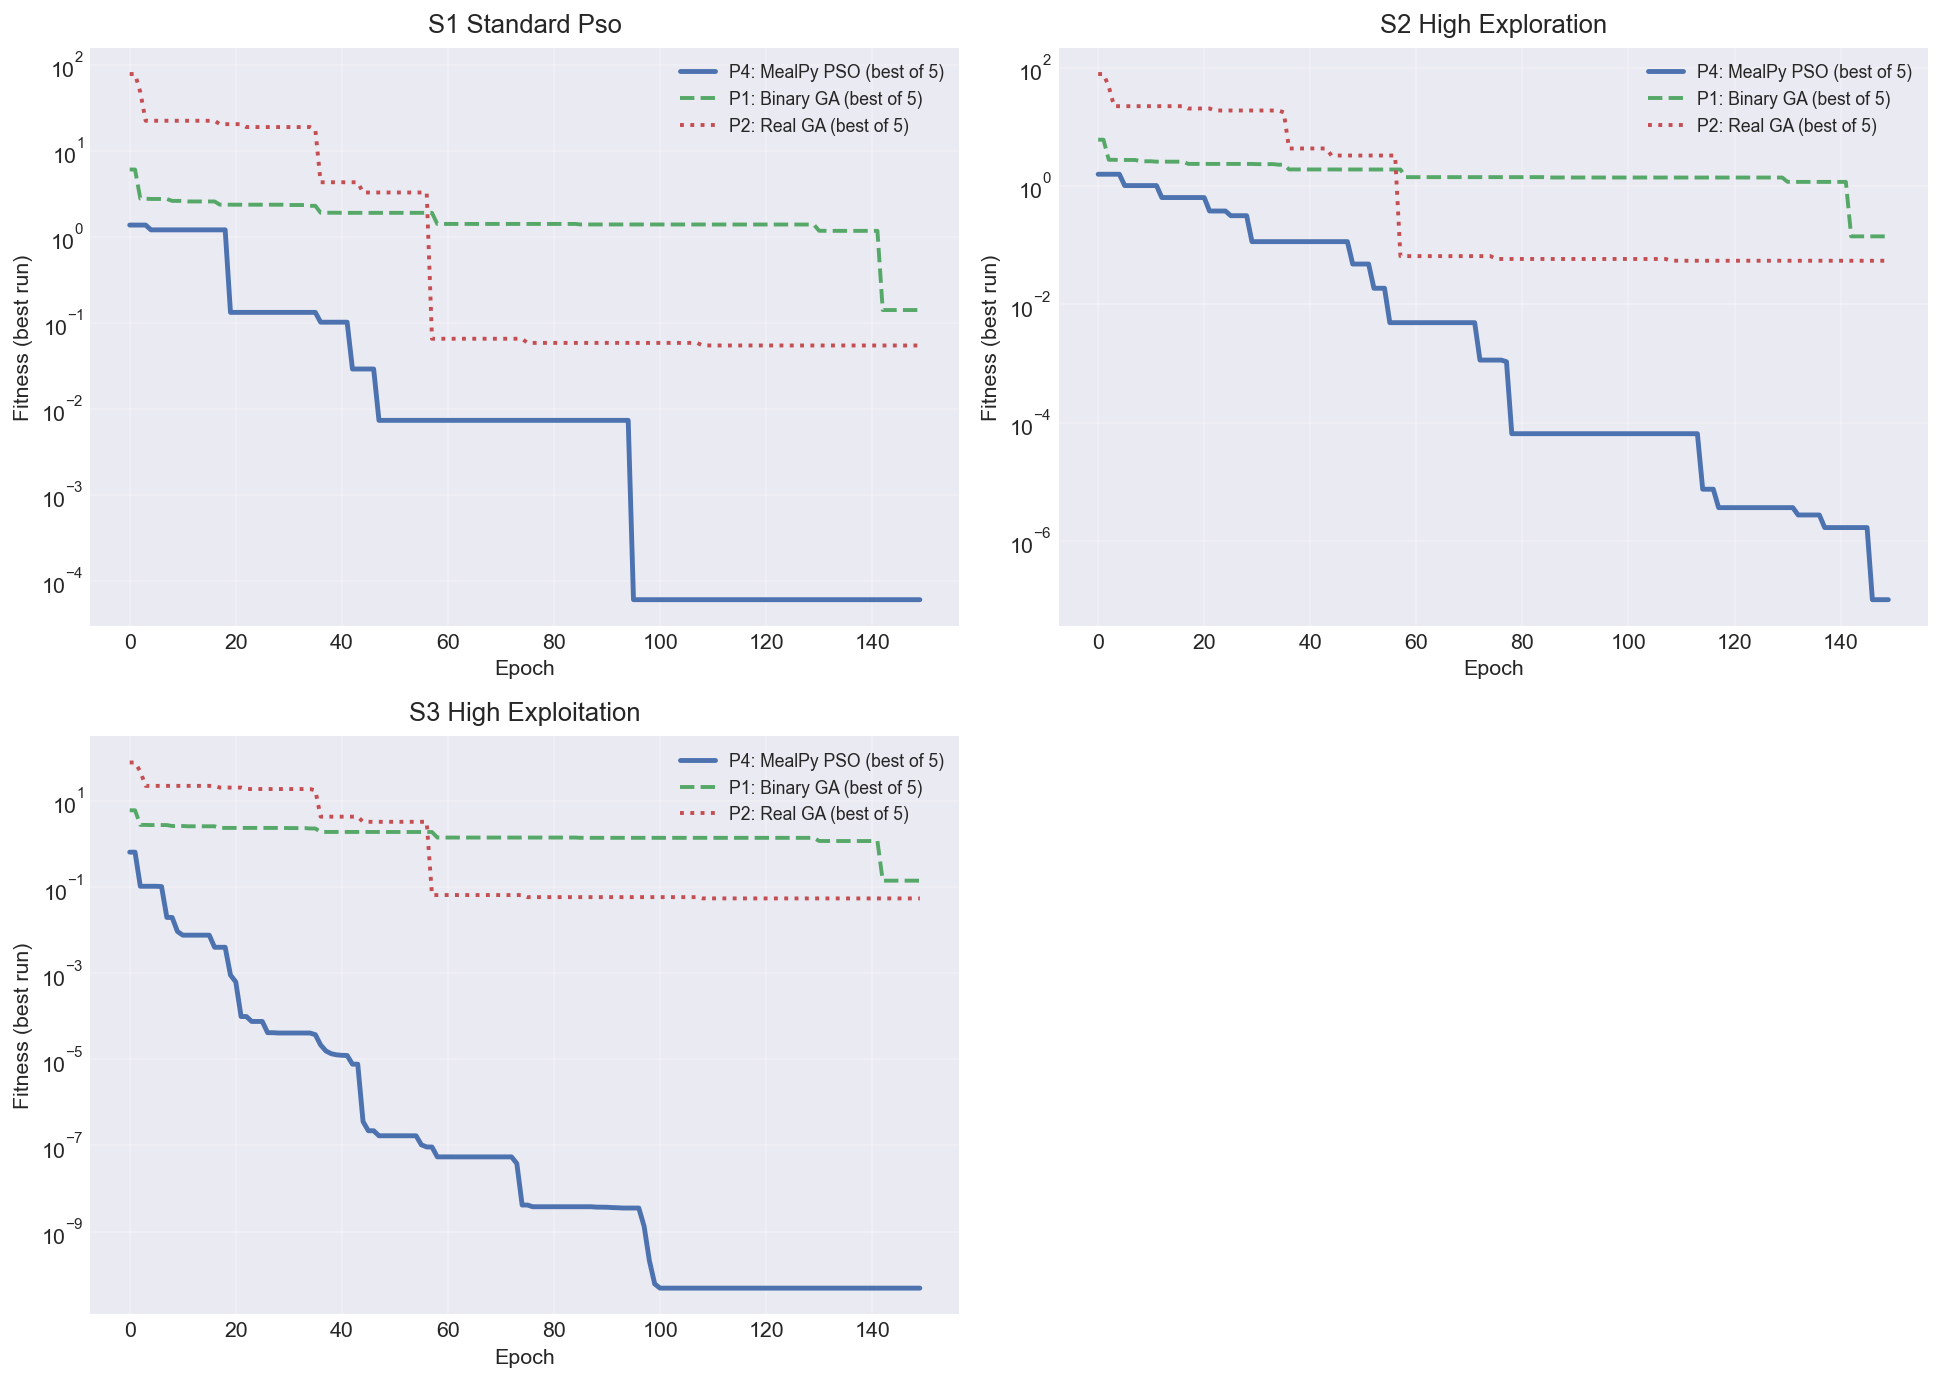 S1 Standard Pso
P4: MealPy PSO (best of 5)
P1: Binary GA (best of 5)
P2: Real GA (best of 5)
10^2
10^1
10^0
10^−1
10^−2
10^−3
10^−4
Fitness (best run)
0 20 40 60 80 100 120 140
Epoch
S2 High Exploration
P4: MealPy PSO (best of 5)
P1: Binary GA (best of 5)
P2: Real GA (best of 5)
10^2
10^0
10^−2
10^−4
10^−6
Fitness (best run)
0 20 40 60 80 100 120 140
Epoch
S3 High Exploitation
P4: MealPy PSO (best of 5)
P1: Binary GA (best of 5)
P2: Real GA (best of 5)
10^1
10^−1
10^−3
10^−5
10^−7
10^−9
Fitness (best run)
0 20 40 60 80 100 120 140
Epoch